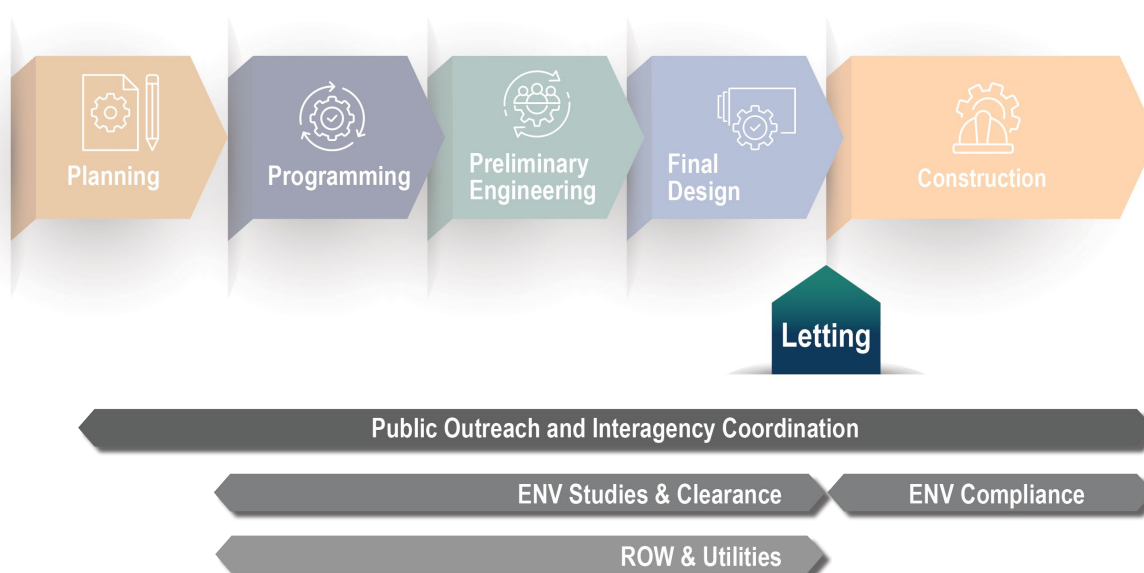 Planning
Programming
Preliminary
Engineering
Final
Design
Construction
Letting
Public Outreach and Interagency Coordination
ENV Studies & Clearance
ENV Compliance
ROW & Utilities